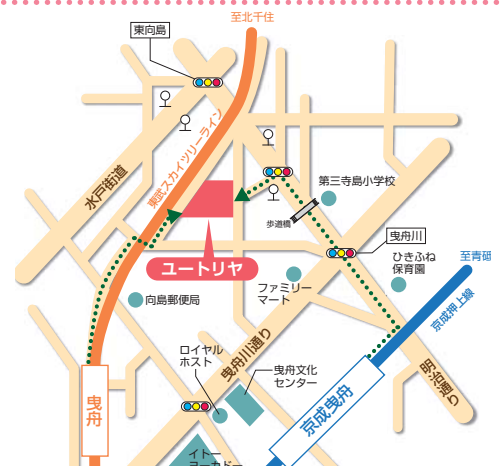 至北千住
東向島
水戸街道
東武スカイツリーライン
第三寺島小学校
歩道橋
曳舟川
ユートリヤ
ひきふね
保育園
至青砥
ファミリー
マート
京成押上線
向島郵便局
曳舟川通り
ロイヤル
ホスト
曳舟文化
センター
明治通り
曳舟
京成曳舟
イトー
ヨーカドー